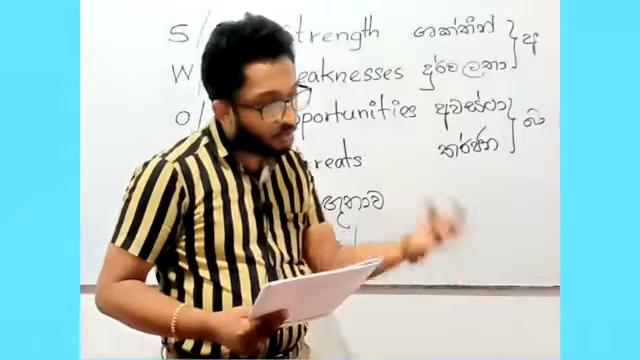 S/ Strength ශක්තීන් } අ
W eaknesses දුර්වලතා
O/ pportunities අවස්ථා } බා
reats තර්ජන